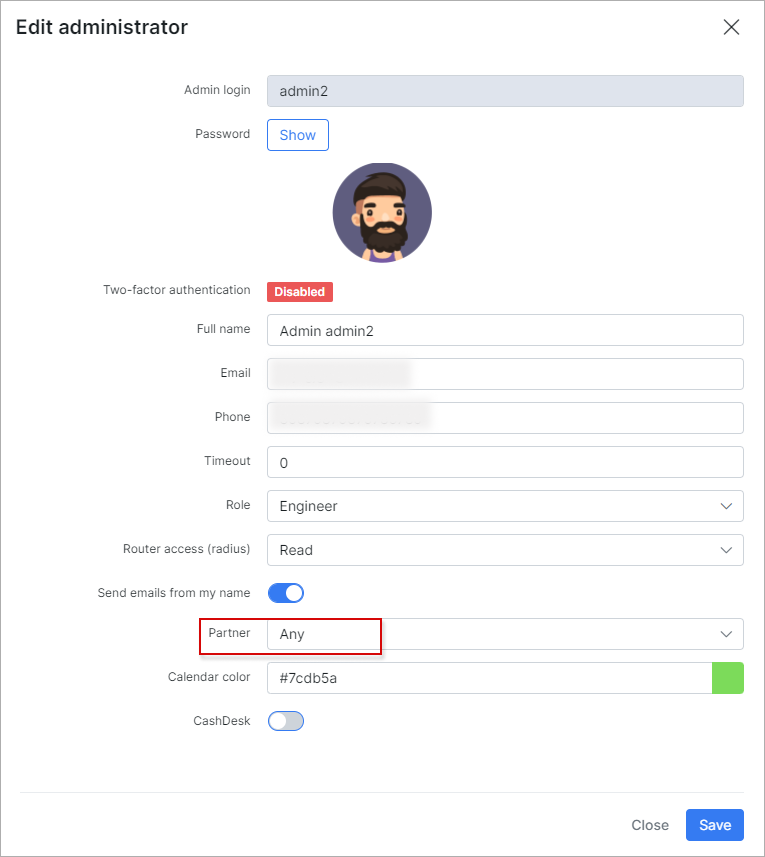 Edit administrator
Admin login admin2
Password Show
Two-factor authentication Disabled
Full name Admin admin2
Email
Phone
Timeout 0
Role Engineer
Router access (radius) Read
Send emails from my name
Partner Any
Calendar color #7cdb5a
CashDesk
Close Save